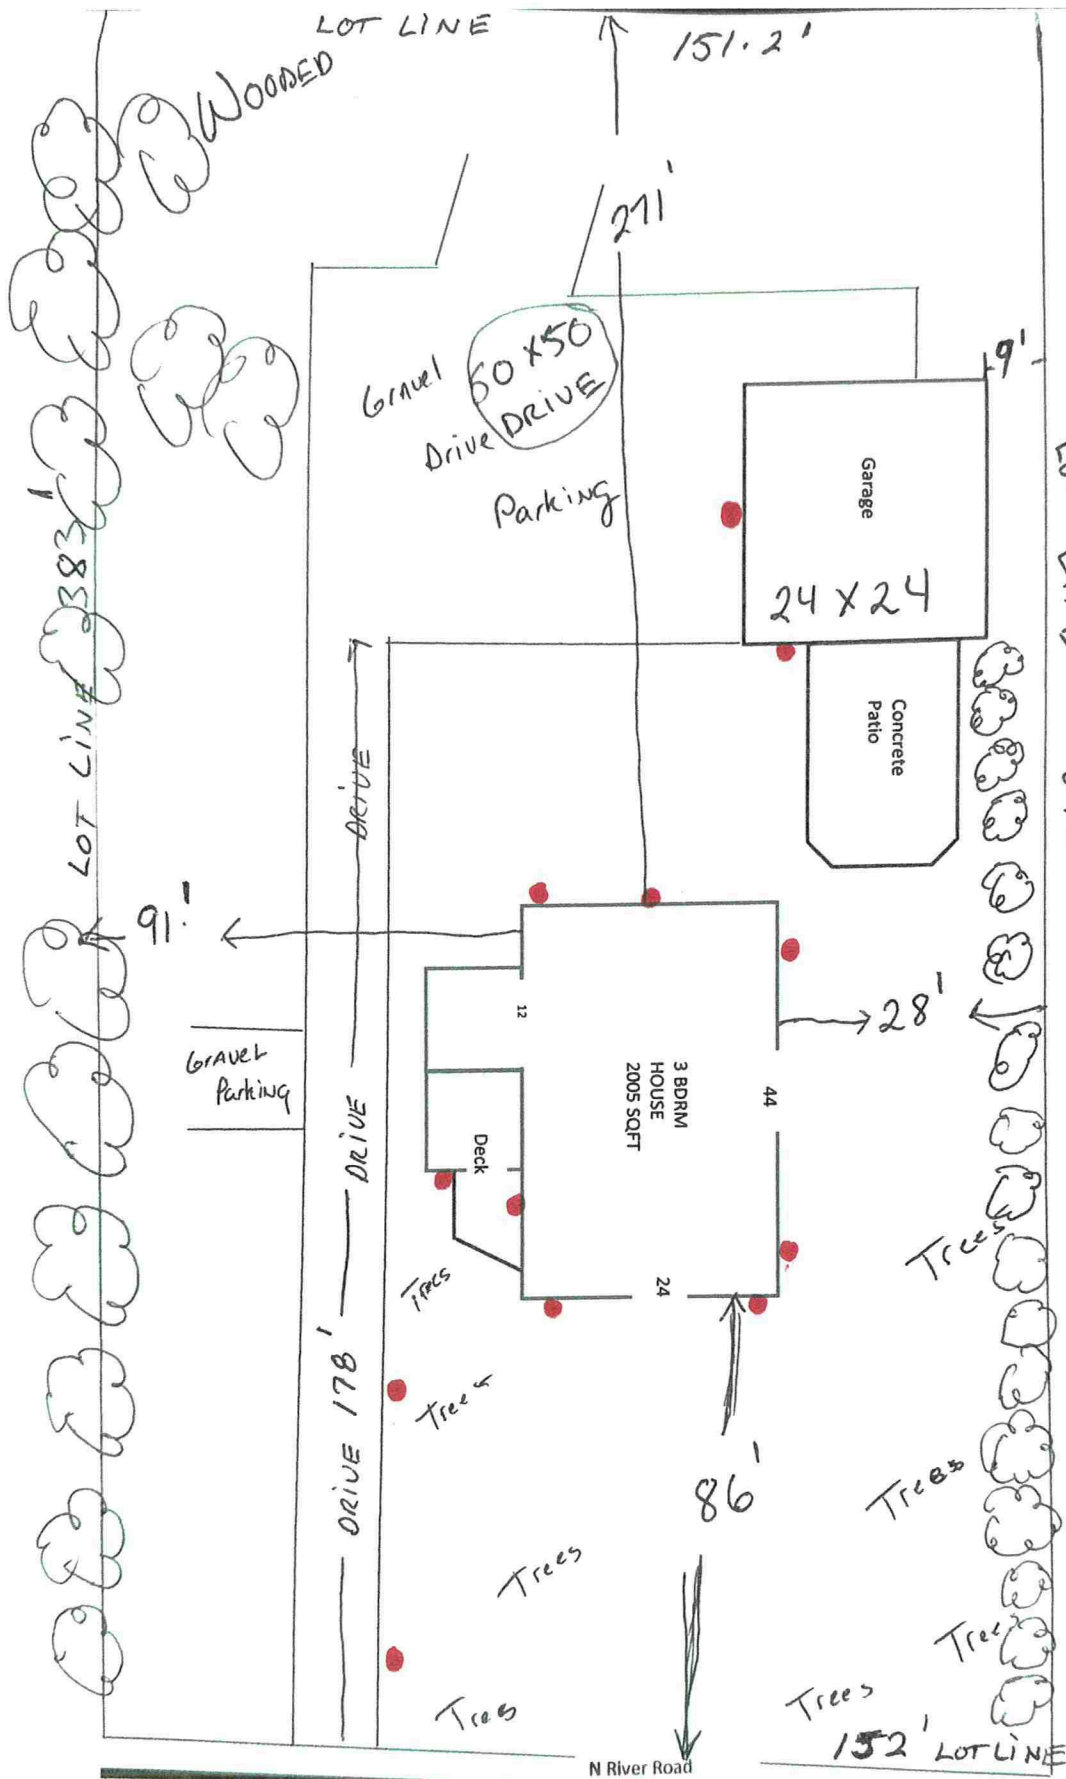 LOT LINE
151.2'
WOODED
271'
9'
Gravel
50 x 50
DRIVE
Drive
Parking
Garage
24 X 24
LOT LINE 383'
Concrete
Patio
DRIVE
91'
28'
12
3 BDRM
HOUSE
2005 SQFT
44
Gravel
Parking
DRIVE
Deck
Trees
24
Trees
DRIVE 178'
Trees
86'
Trees
Trees
Trees
Trees
Trees
152' LOT LINE
N River Road